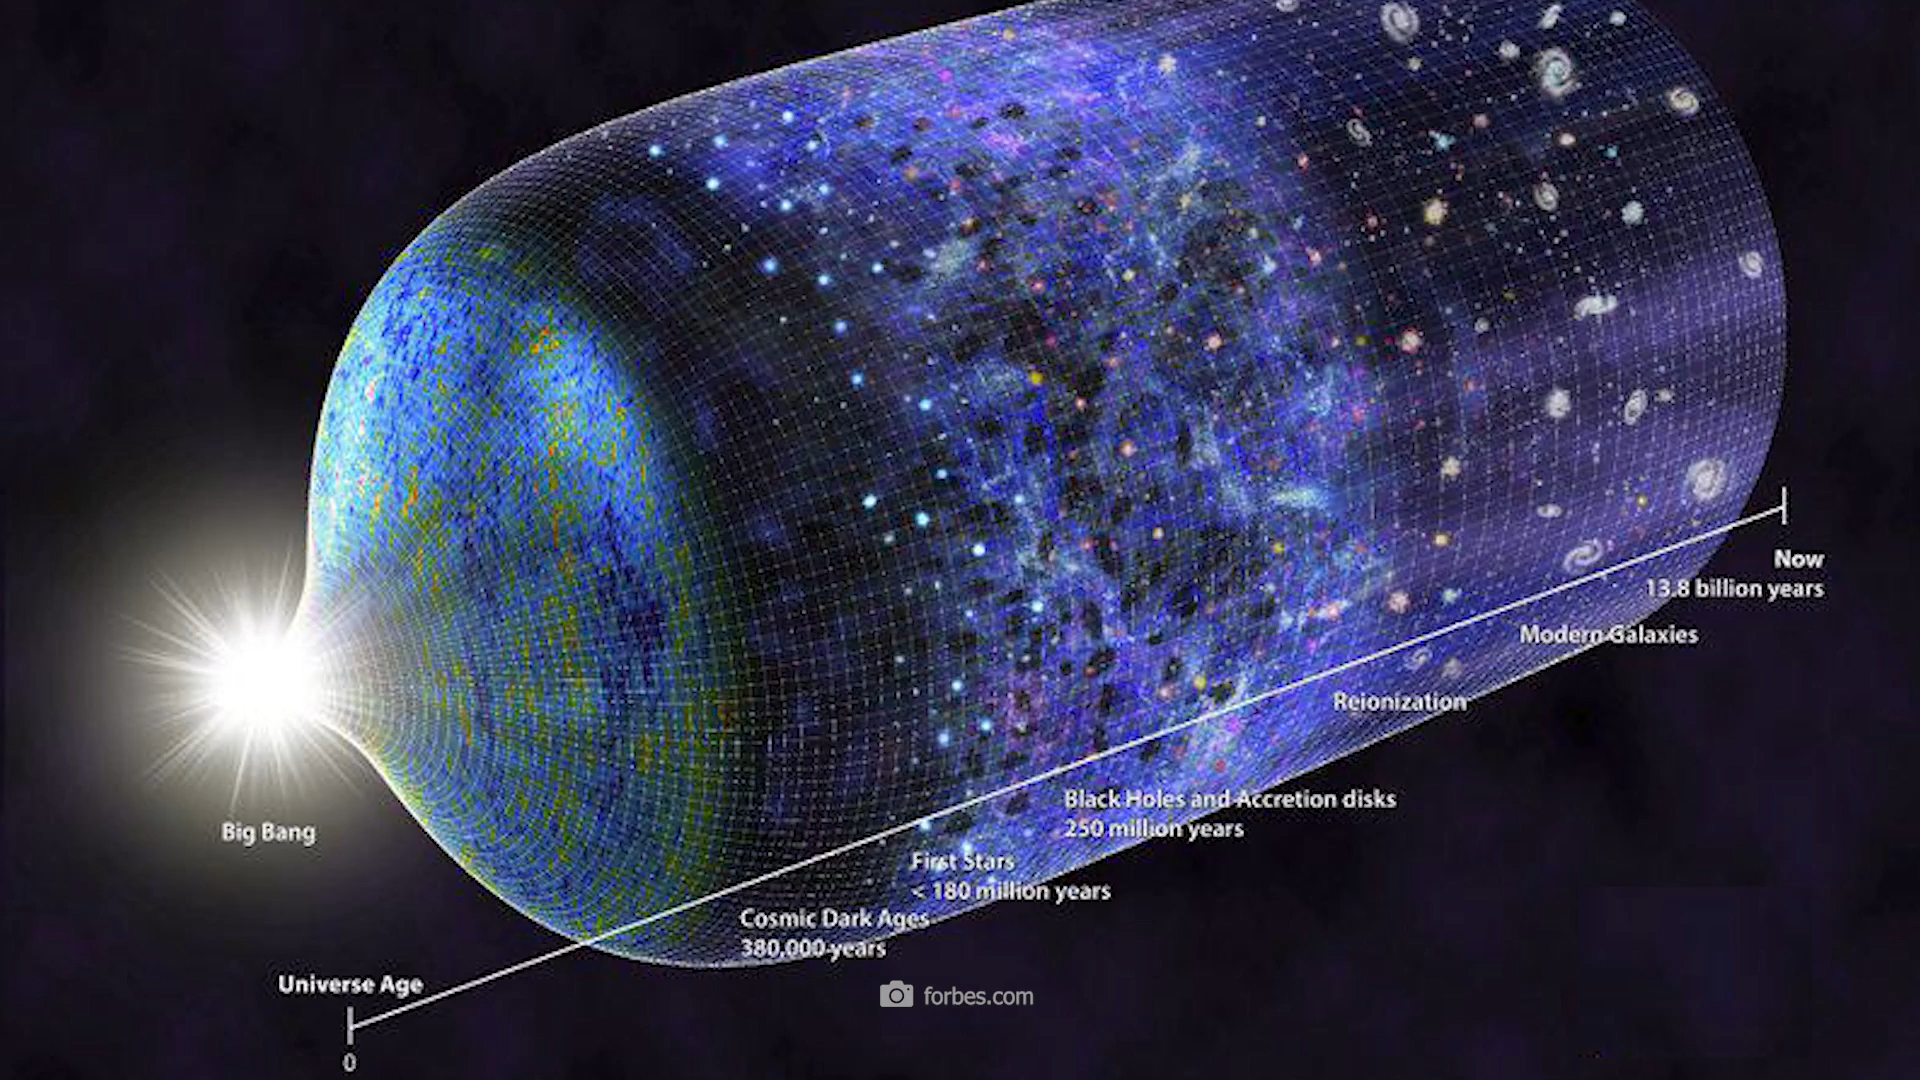 Big Bang
Universe Age
0
Cosmic Dark Ages
380,000 years
First Stars
< 180 million years
Black Holes and Accretion disks
250 million years
Reionization
Modern Galaxies
Now
13.8 billion years
forbes.com